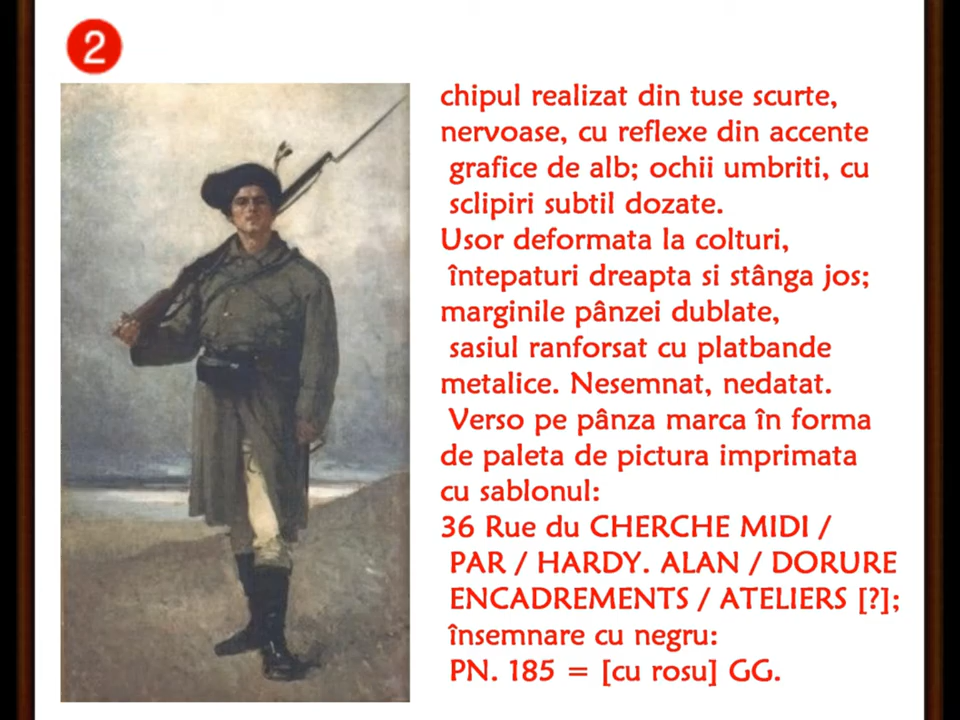 2
chipul realizat din tuse scurte,
nervoase, cu reflexe din accente
grafice de alb; ochii umbriti, cu
sclipiri subtil dozate.
Usor deformata la colturi,
întepaturi dreapta si stânga jos;
marginile pânzei dublate,
sasiul ranforsat cu platbande
metalice. Nesemnat, nedatat.
Verso pe pânza marca în forma
de paleta de pictura imprimata
cu sablonul:
36 Rue du CHERCHE MIDI /
PAR / HARDY. ALAN / DORURE
ENCADREMENTS / ATELIERS [?];
însemnare cu negru:
PN. 185 = [cu rosu] GG.